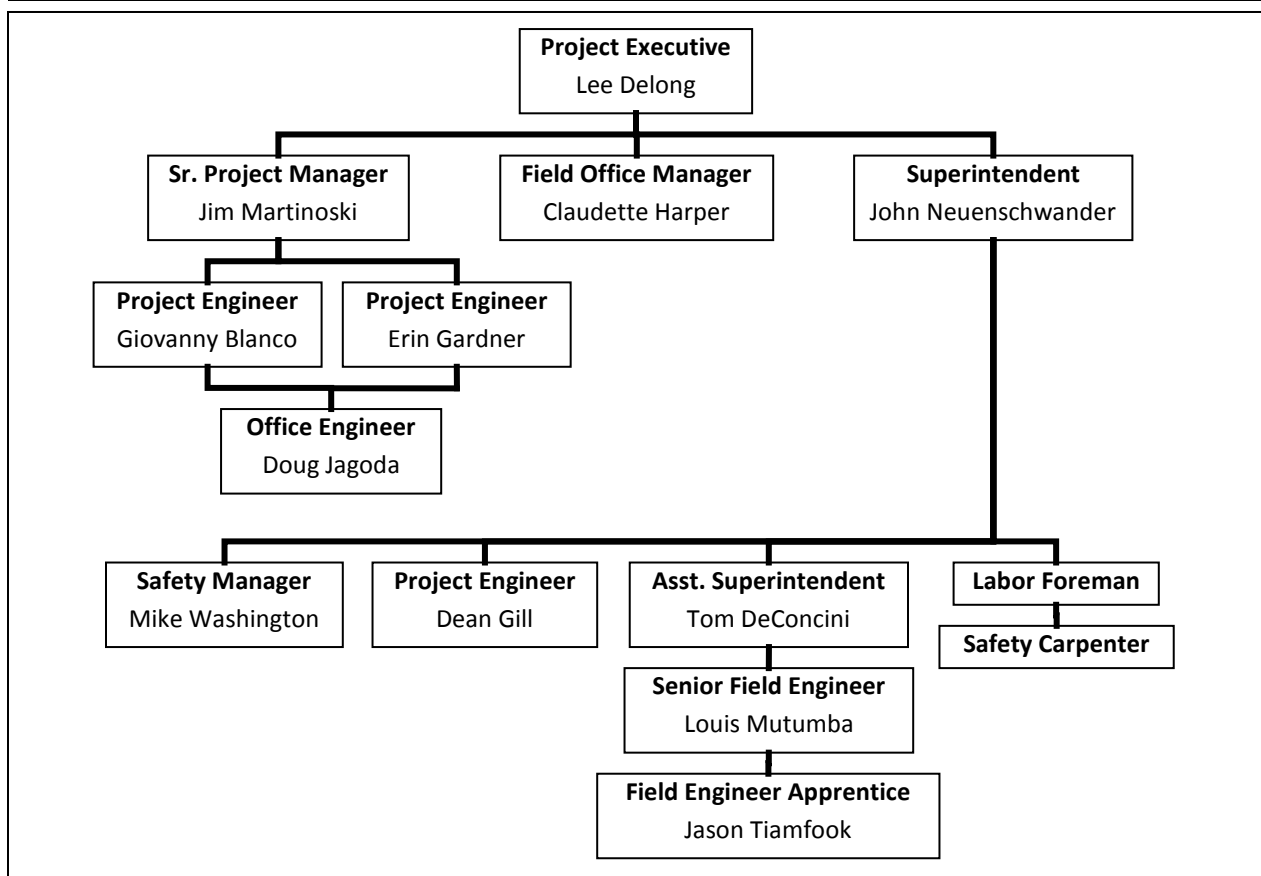 Project Executive
Lee Delong
Sr. Project Manager
Jim Martinoski
Field Office Manager
Claudette Harper
Superintendent
John Neuenschwander
Project Engineer
Giovanny Blanco
Project Engineer
Erin Gardner
Office Engineer
Doug Jagoda
Safety Manager
Mike Washington
Project Engineer
Dean Gill
Asst. Superintendent
Tom DeConcini
Labor Foreman
Safety Carpenter
Senior Field Engineer
Louis Mutumba
Field Engineer Apprentice
Jason Tiamfook